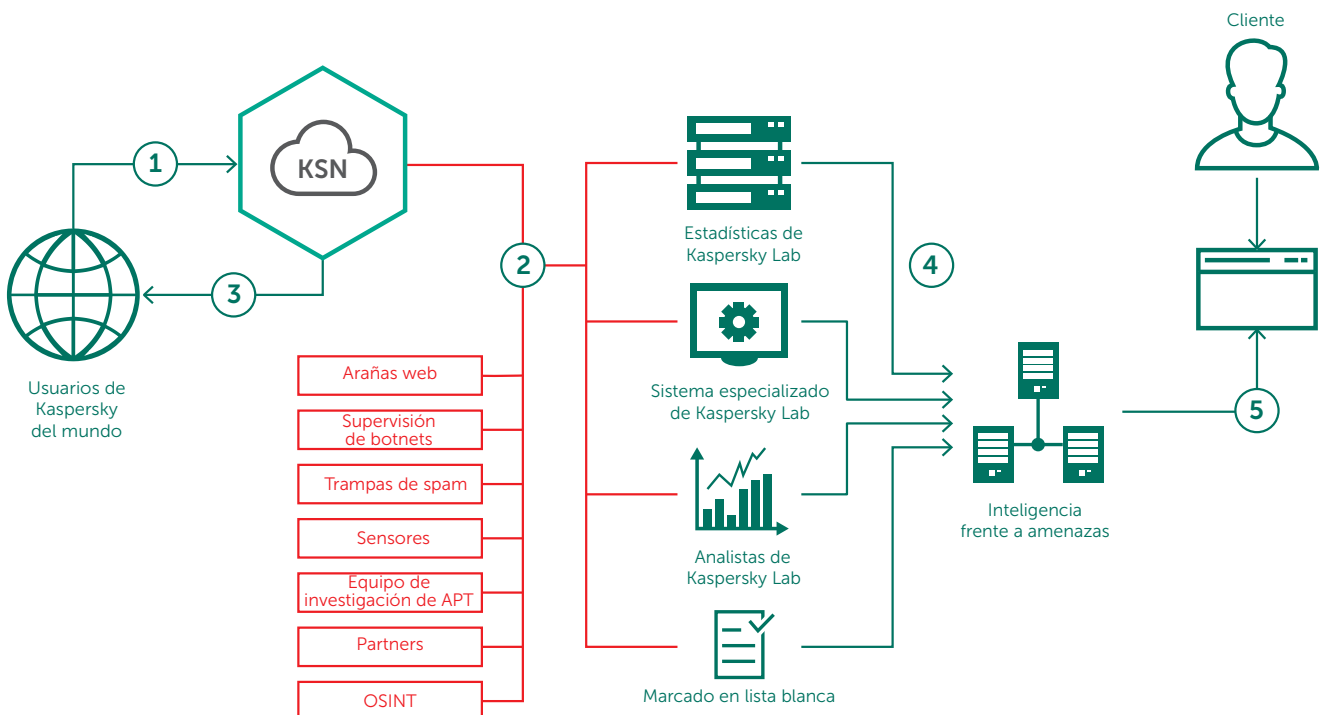 Cliente
1
KSN
2
3
4
5
Usuarios de
Kaspersky
del mundo
Arañas web
Supervisión
de botnets
Trampas de spam
Sensores
Equipo de
investigación de APT
Partners
OSINT
Estadísticas de
Kaspersky Lab
Sistema especializado
de Kaspersky Lab
Analistas de
Kaspersky Lab
Marcado en lista blanca
Inteligencia
frente a amenazas